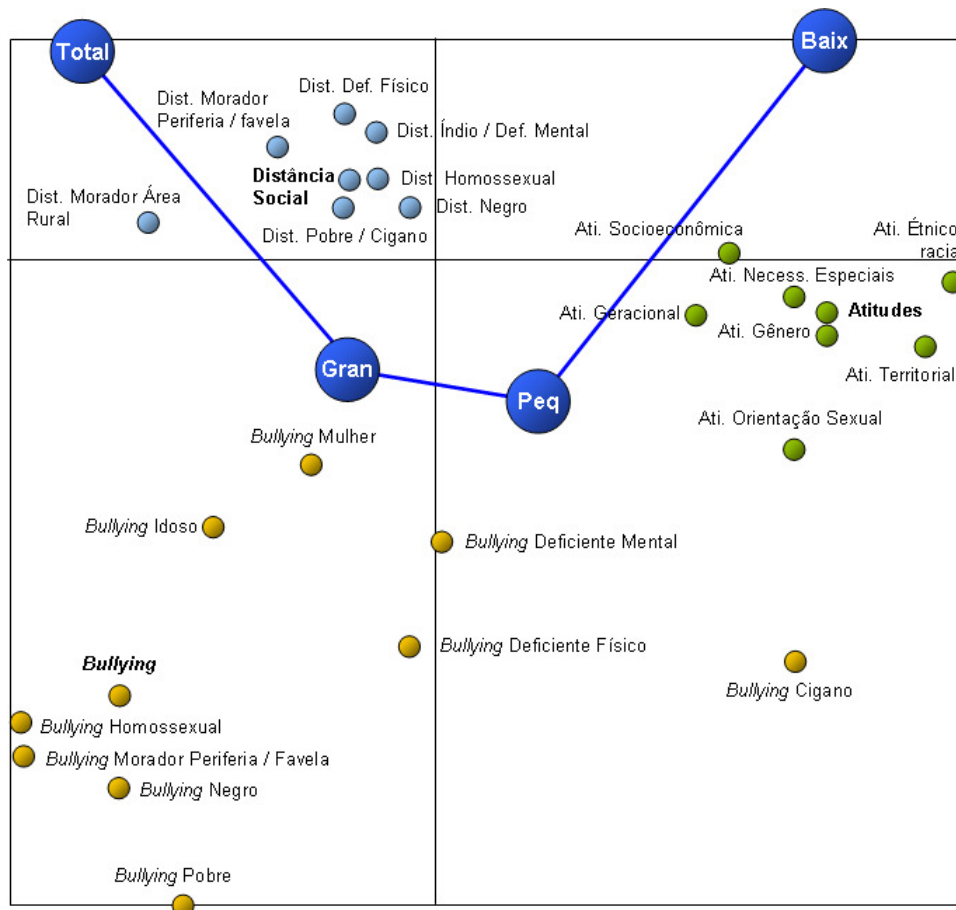 Total
Baix
Dist. Def. Físico
Dist. Morador
Periferia / favela
Dist. Índio / Def. Mental
Distância
Social
Dist. Homossexual
Dist. Morador Área
Rural
Dist. Negro
Dist. Pobre / Cigano
Ati. Socioeconômica
Ati. Étnico
racia
Ati. Necess. Especiais
Ati. Geracional
Atitudes
Ati. Gênero
Ati. Territorial
Gran
Peq
Ati. Orientação Sexual
Bullying Mulher
Bullying Idoso
Bullying Deficiente Mental
Bullying Deficiente Físico
Bullying
Bullying Cigano
Bullying Homossexual
Bullying Morador Periferia / Favela
Bullying Negro
Bullying Pobre